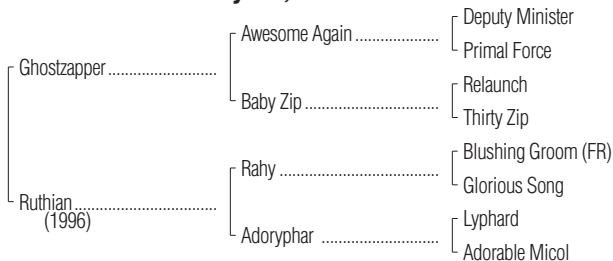 Deputy Minister
Awesome Again ....................
Primal Force
Ghostzapper ..........................
Relaunch
Baby Zip ................................
Thirty Zip
Blushing Groom (FR)
Rahy ......................................
Glorious Song
Ruthian ..................................
(1996)
Lyphard
Adoryphar ............................
Adorable Micol